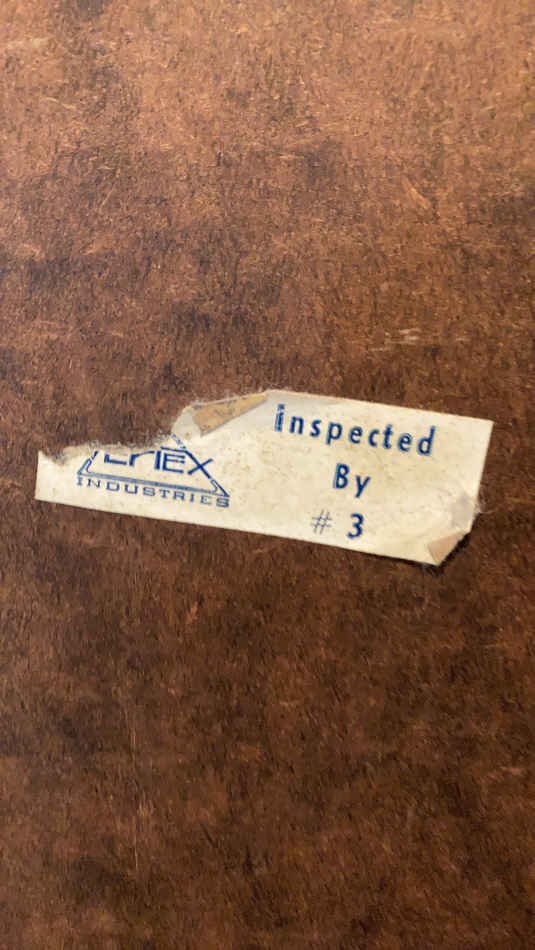 INDUSTRIES
Inspected
By
# 3